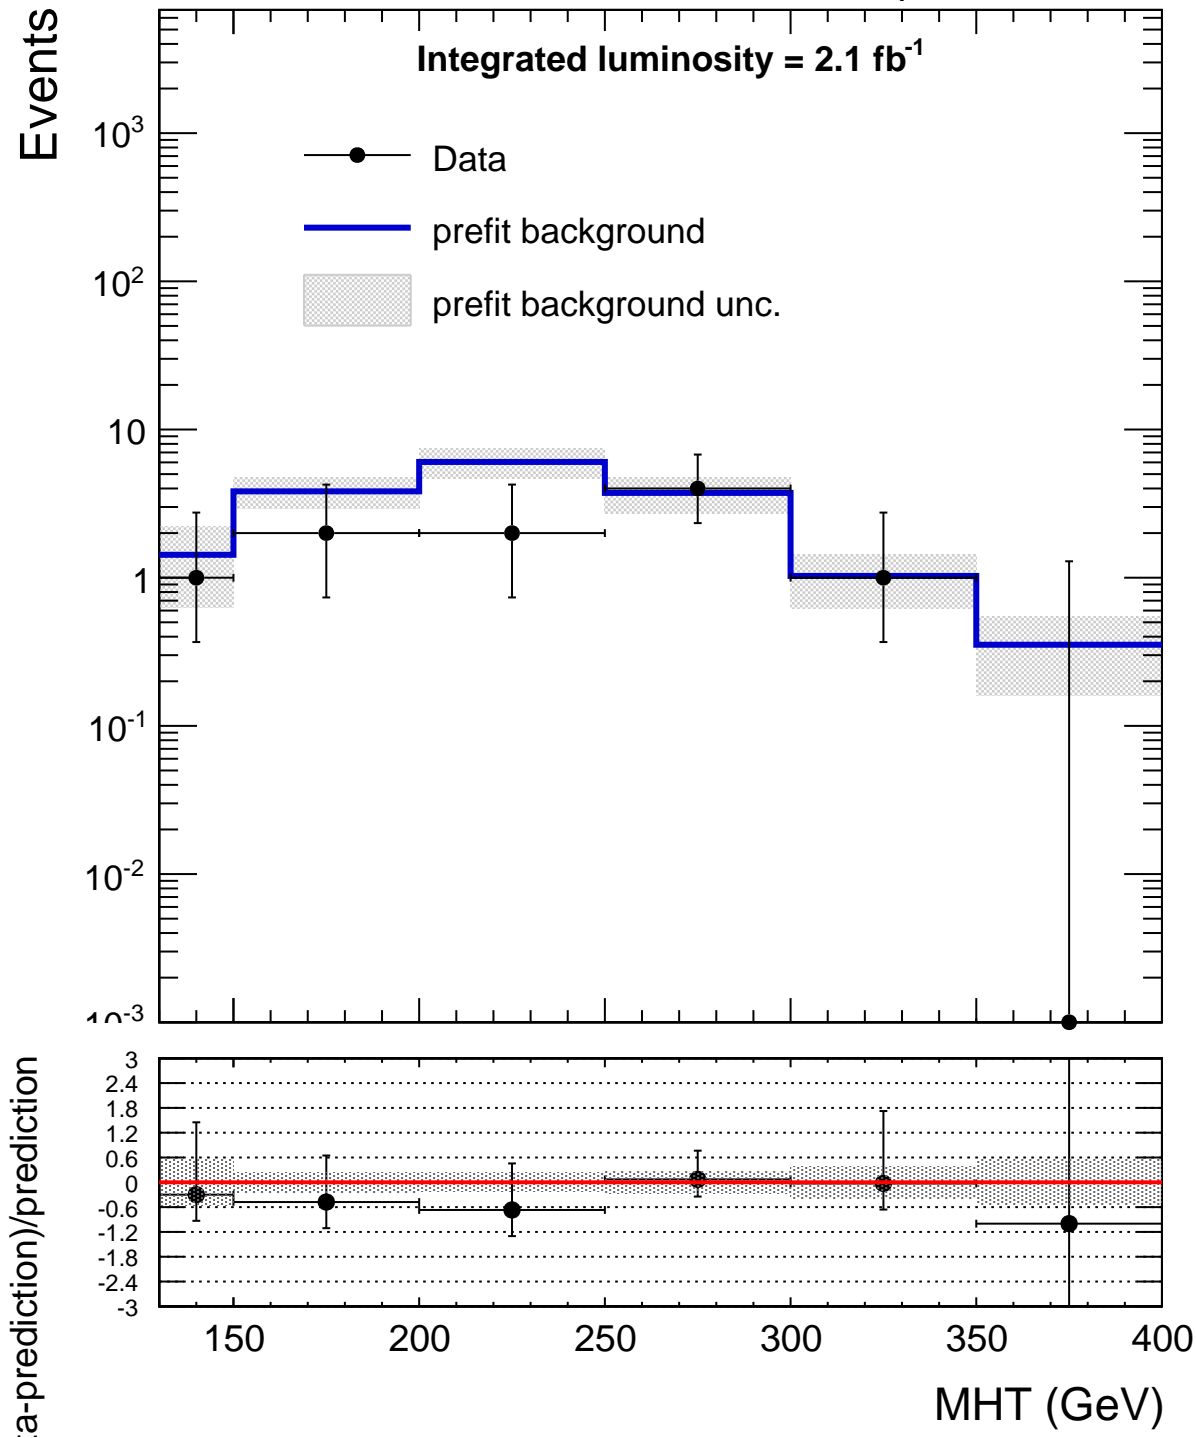 Events
Integrated luminosity = 2.1 fb⁻¹
Data
prefit background
prefit background unc.
10³
10²
10
1
10⁻¹
10⁻²
10⁻³
ta-prediction)/prediction
3
2.4
1.8
1.2
0.6
0
-0.6
-1.2
-1.8
-2.4
-3
150 200 250 300 350 400
MHT (GeV)